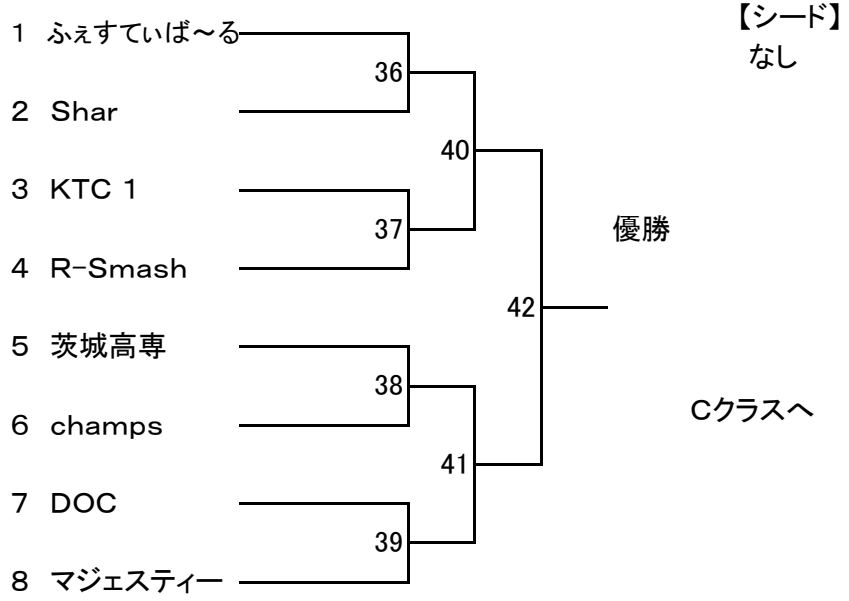 1 ふぇすてぃば～る
【シード】
なし
36
2 Shar
40
3 KTC 1
37
優勝
4 R-Smash
42
5 茨城高専
38
Cクラスへ
6 champs
41
7 DOC
39
8 マジェスティー